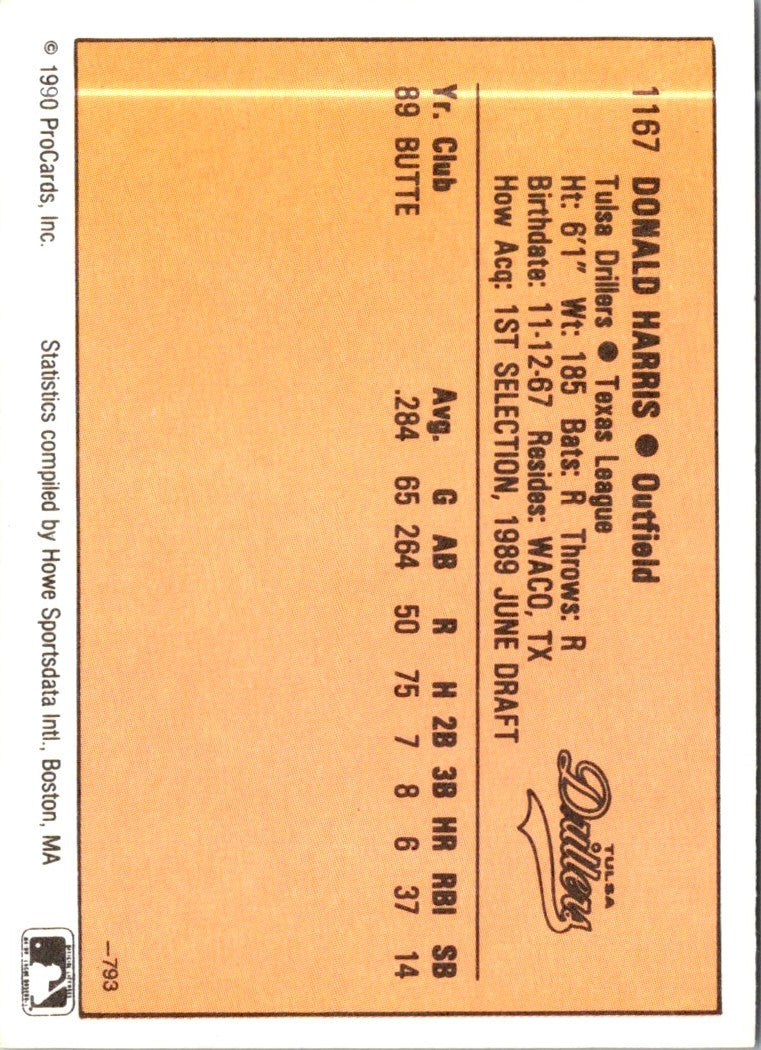 1167 DONALD HARRIS ● Outfield
Tulsa Drillers ● Texas League
Ht: 6'1" Wt: 185 Bats: R Throws: R
Birthdate: 11-12-67 Resides: WACO, TX
How Acq: 1ST SELECTION, 1989 JUNE DRAFT
TULSA
Drillers
Yr. Club Avg. G AB R H 2B 3B HR RBI SB
89 BUTTE .284 65 264 50 75 7 8 6 37 14
—793
© 1990 ProCards, Inc. Statistics compiled by Howe Sportsdata Intl., Boston, MA